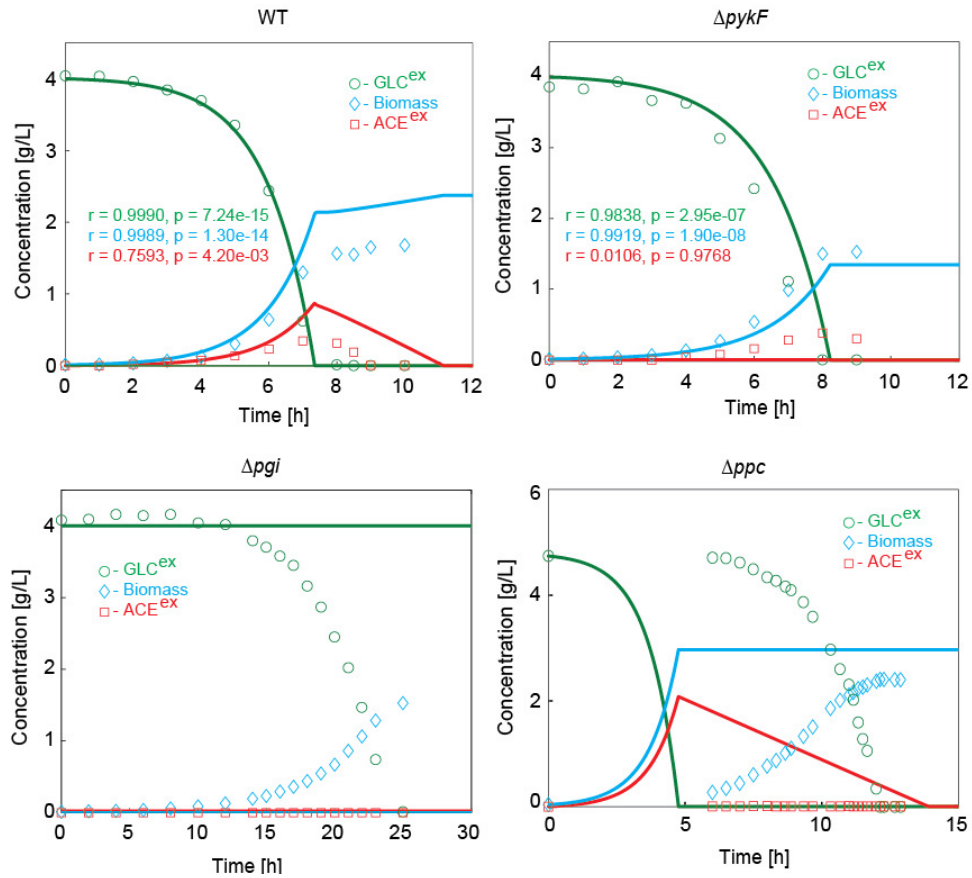 WT
4
3
2
1
0
0 2 4 6 8 10 12
Concentration [g/L]
Time [h]
○ - GLC^ex
◇ - Biomass
□ - ACE^ex
r = 0.9990, p = 7.24e-15
r = 0.9989, p = 1.30e-14
r = 0.7593, p = 4.20e-03
ΔpykF
4
3
2
1
0
0 2 4 6 8 10 12
Concentration [g/L]
Time [h]
○ - GLC^ex
◇ - Biomass
□ - ACE^ex
r = 0.9838, p = 2.95e-07
r = 0.9919, p = 1.90e-08
r = 0.0106, p = 0.9768
Δpgi
4
3
2
1
0
0 5 10 15 20 25 30
Concentration [g/L]
Time [h]
○ - GLC^ex
◇ - Biomass
□ - ACE^ex
Δppc
6
4
2
0
0 5 10 15
Concentration [g/L]
Time [h]
○ - GLC^ex
◇ - Biomass
□ - ACE^ex